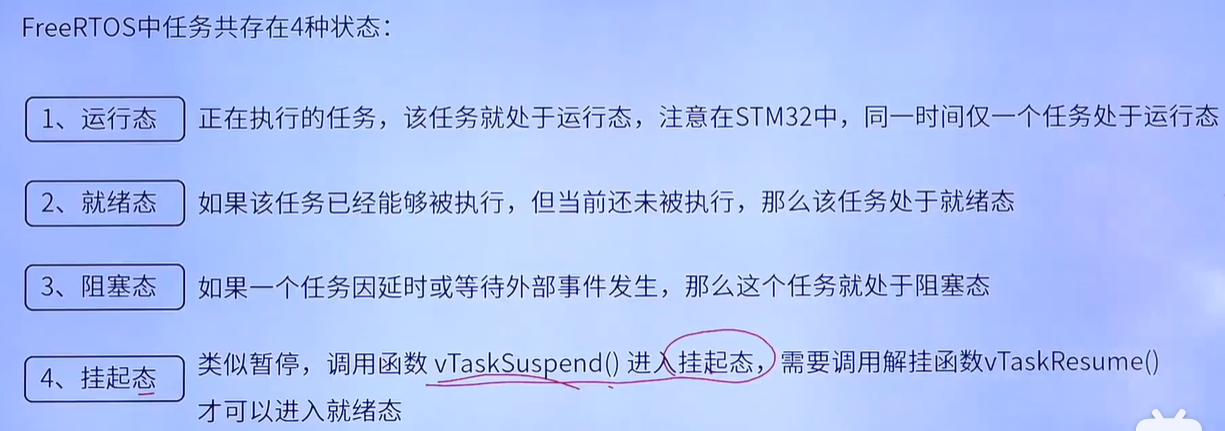 FreeRTOS中任务共存在4种状态：
1、运行态 正在执行的任务，该任务就处于运行态，注意在STM32中，同一时间仅一个任务处于运行态
2、就绪态 如果该任务已经能够被执行，但当前还未被执行，那么该任务处于就绪态
3、阻塞态 如果一个任务因延时或等待外部事件发生，那么这个任务就处于阻塞态
4、挂起态 类似暂停，调用函数 vTaskSuspend() 进入挂起态，需要调用解挂函数vTaskResume()
才可以进入就绪态